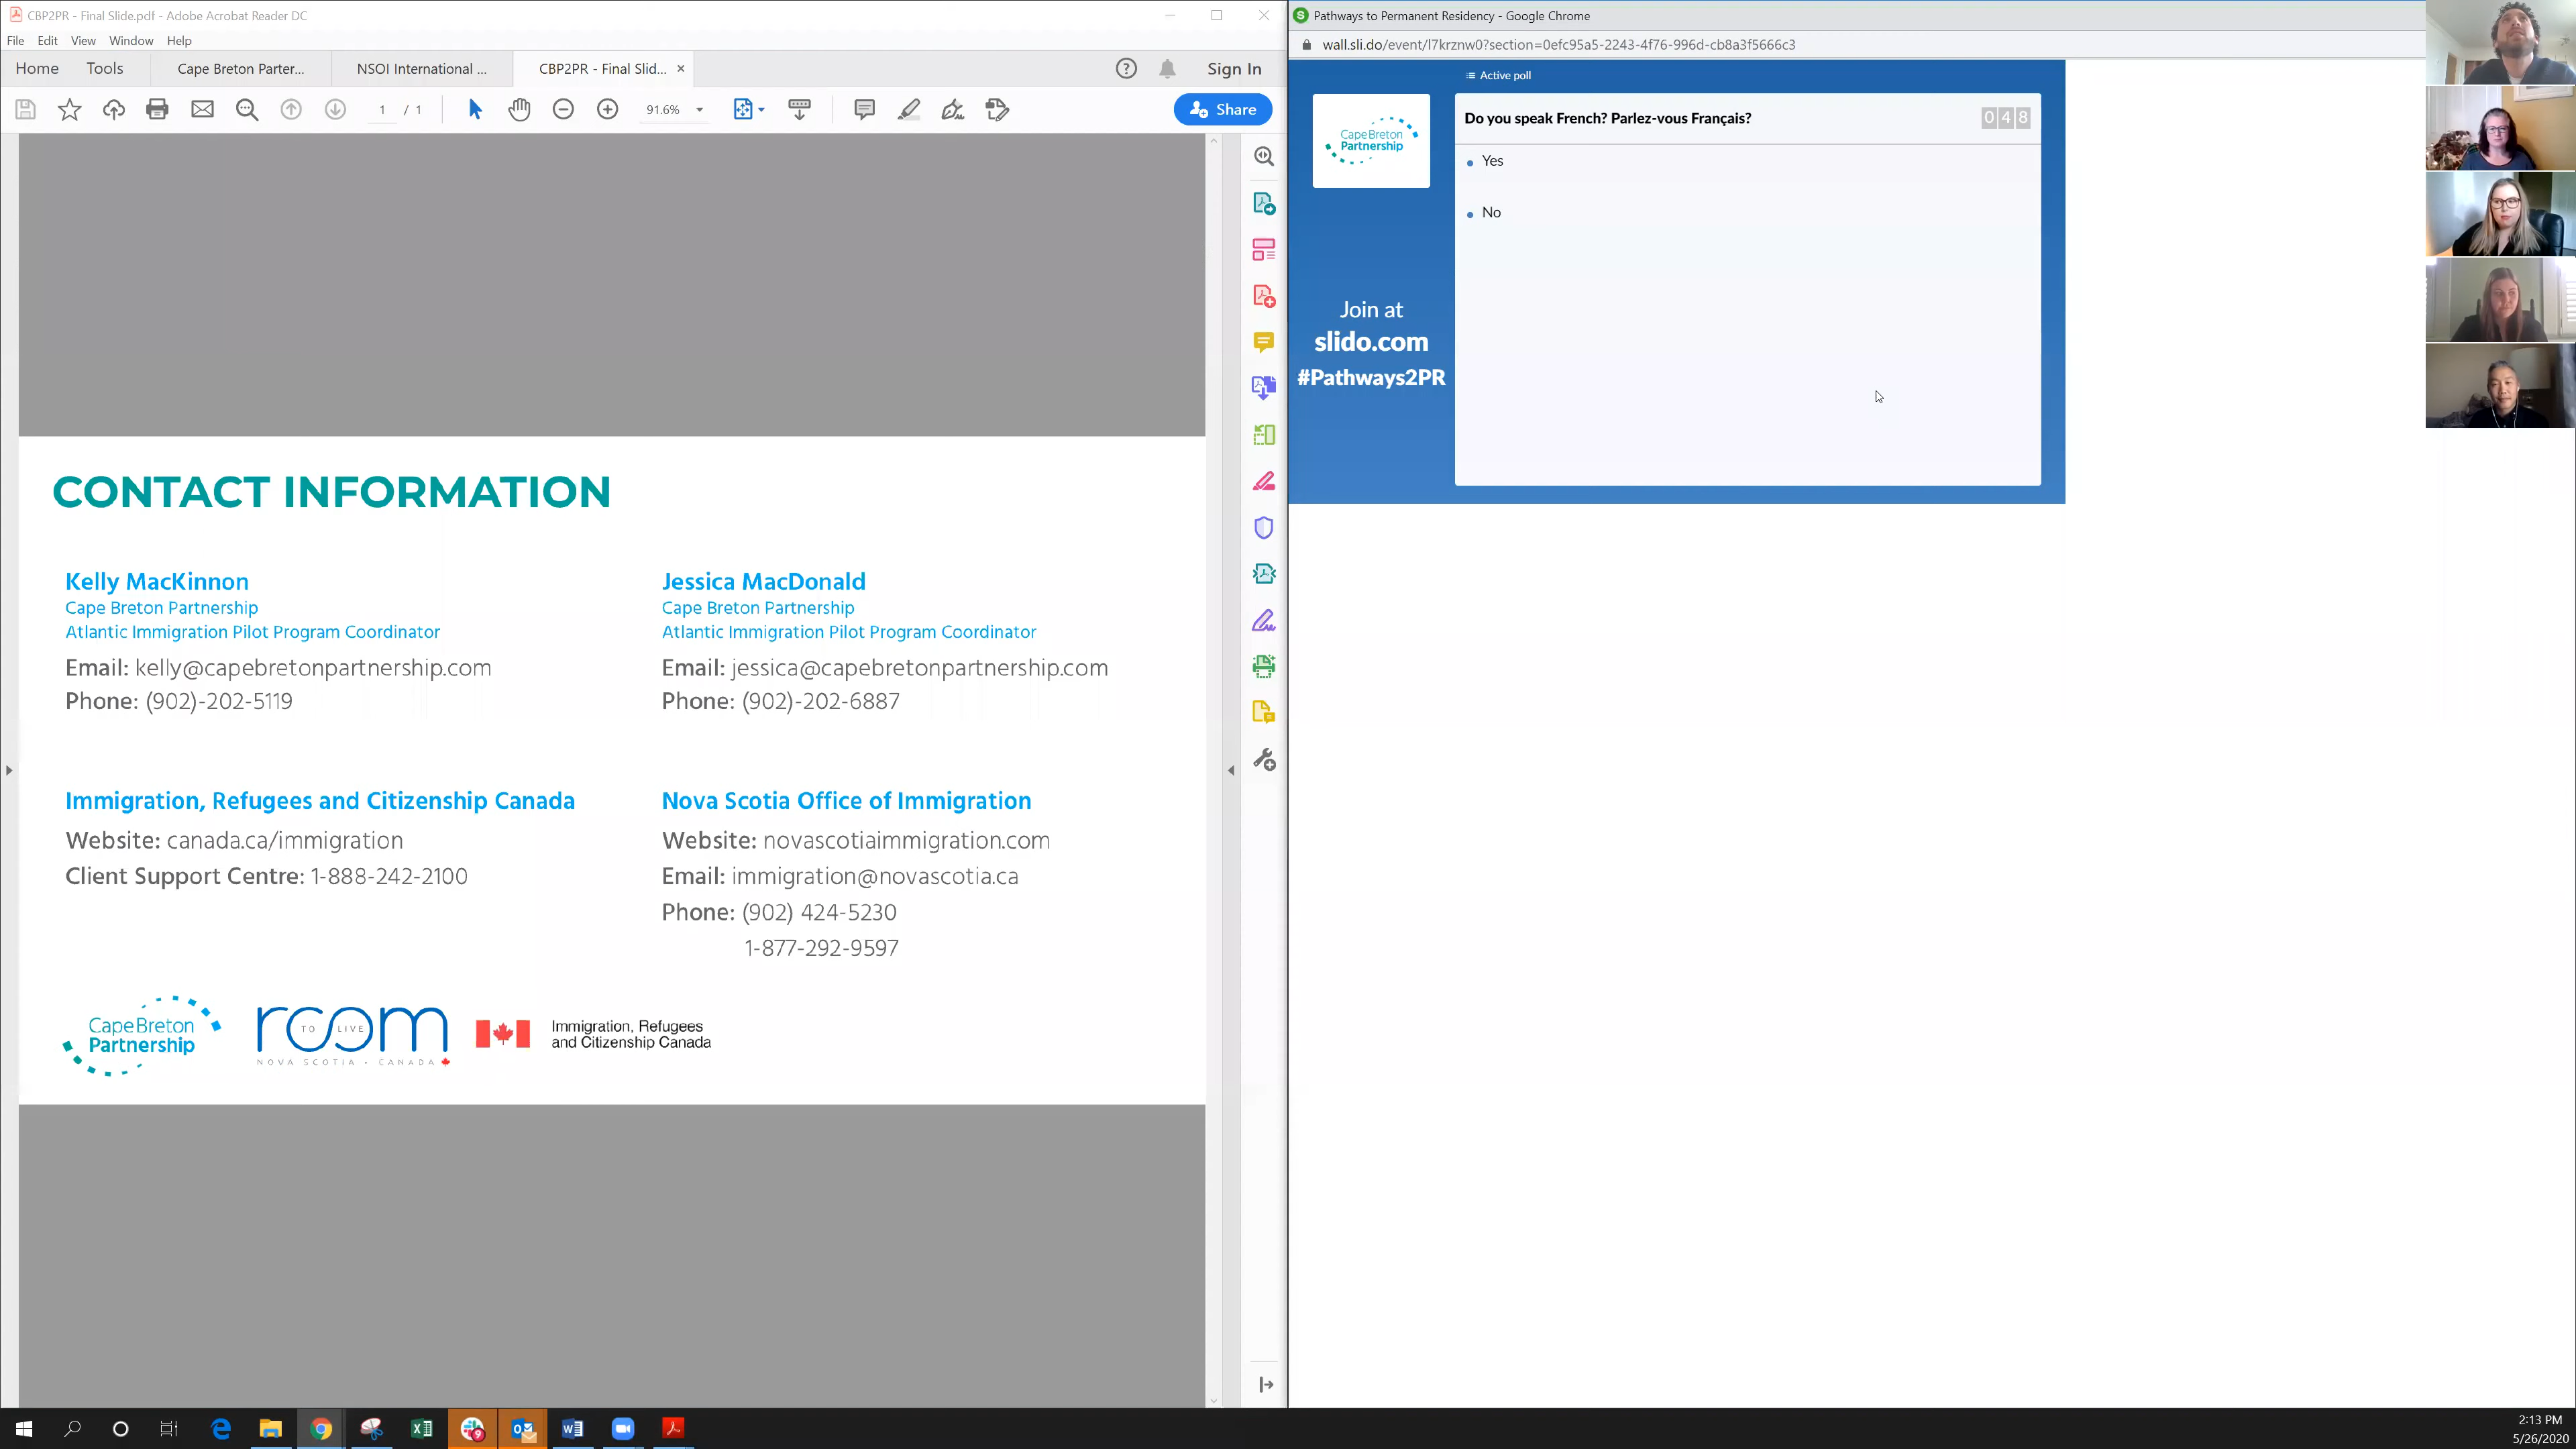 CBP2PR - Final Slide.pdf - Adobe Acrobat Reader DC
File Edit View Window Help
Home Tools Cape Breton Parter... NSOI International ... CBP2PR - Final Slid... × Sign In
1 / 1 91.6% Share
CONTACT INFORMATION
Kelly MacKinnon
Cape Breton Partnership
Atlantic Immigration Pilot Program Coordinator
Email: kelly@capebretonpartnership.com
Phone: (902)-202-5119
Jessica MacDonald
Cape Breton Partnership
Atlantic Immigration Pilot Program Coordinator
Email: jessica@capebretonpartnership.com
Phone: (902)-202-6887
Immigration, Refugees and Citizenship Canada
Website: canada.ca/immigration
Client Support Centre: 1-888-242-2100
Nova Scotia Office of Immigration
Website: novascotiaimmigration.com
Email: immigration@novascotia.ca
Phone: (902) 424-5230
1-877-292-9597
Cape Breton
Partnership
room
TO LIVE
NOVA SCOTIA • CANADA
Immigration, Refugees
and Citizenship Canada
Pathways to Permanent Residency - Google Chrome
wall.sli.do/event/l7krznw0?section=0efc95a5-2243-4f76-996d-cb8a3f5666c3
Active poll
Cape Breton
Partnership
Do you speak French? Parlez-vous Français?
048
Yes
No
Join at
slido.com
#Pathways2PR
2:13 PM
5/26/2020